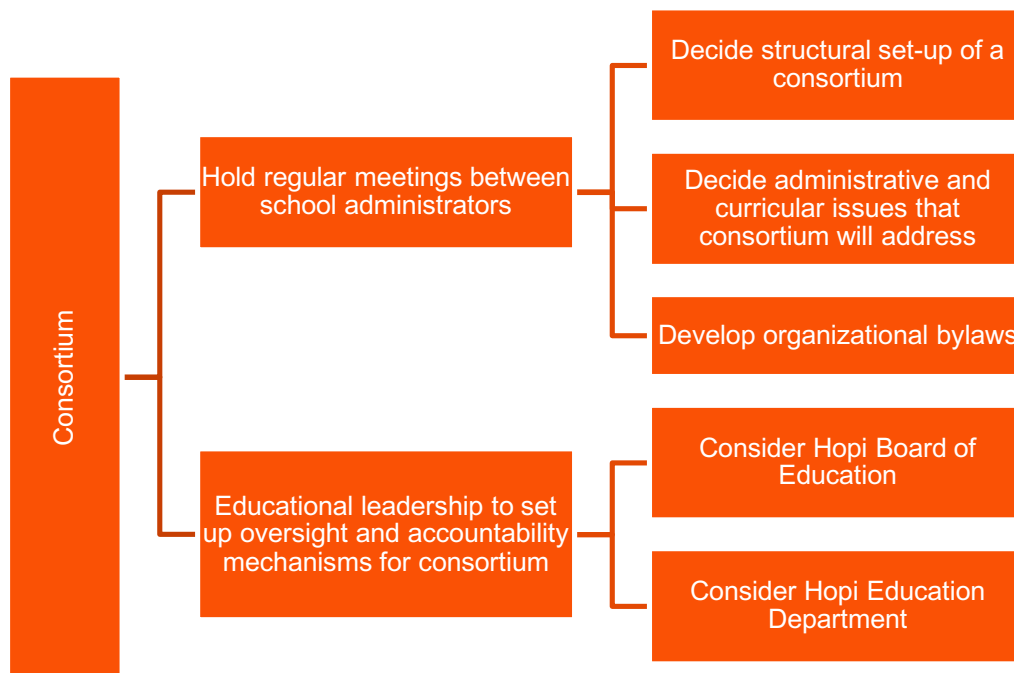 Consortium
Hold regular meetings between
school administrators
Decide structural set-up of a
consortium
Decide administrative and
curricular issues that
consortium will address
Develop organizational bylaws
Educational leadership to set
up oversight and accountability
mechanisms for consortium
Consider Hopi Board of
Education
Consider Hopi Education
Department